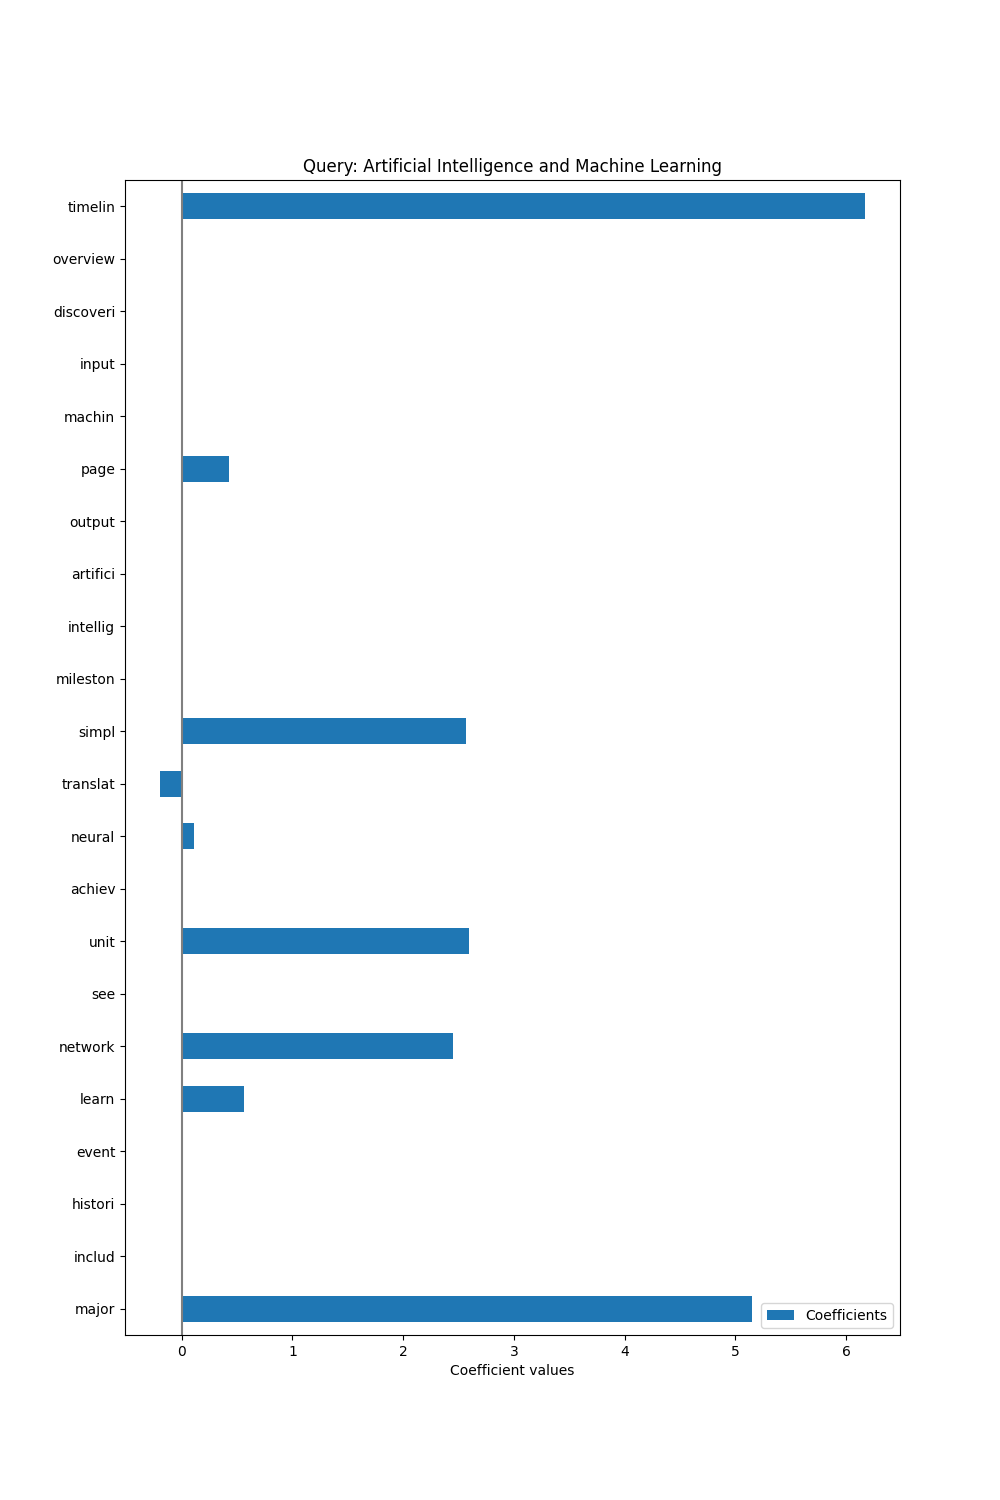 Query: Artificial Intelligence and Machine Learning
timelin
overview
discoveri
input
machin
page
output
artifici
intellig
mileston
simpl
translat
neural
achiev
unit
see
network
learn
event
histori
includ
major
Coefficients
0 1 2 3 4 5 6
Coefficient values